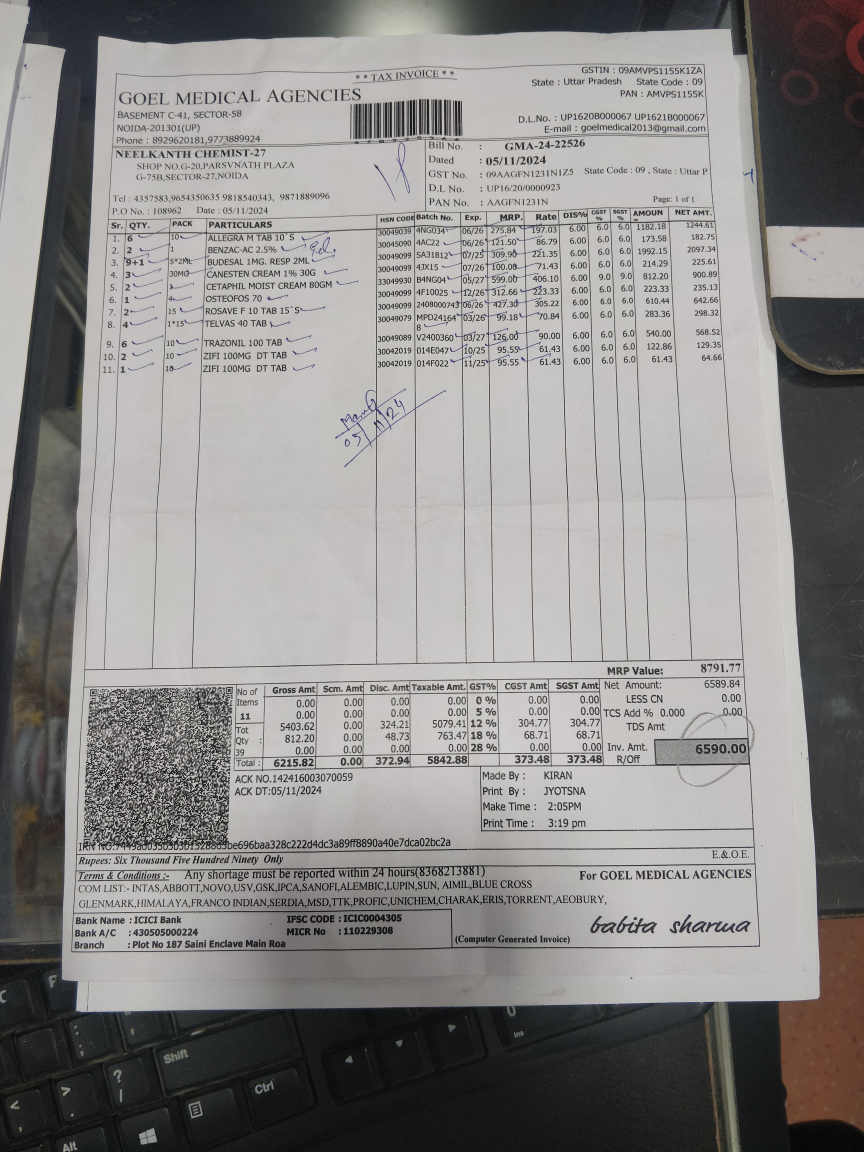 ** TAX INVOICE **
GSTIN : 09AMVPS1155K1ZA
State : Uttar Pradesh State Code : 09
PAN : AMVPS1155K
GOEL MEDICAL AGENCIES
BASEMENT C-41, SECTOR-58
NOIDA-201301(UP)
Phone : 8929620181,9773889924
D.L.No. : UP1620B000067 UP1621B000067
E-mail : goelmedical2013@gmail.com
NEELKANTH CHEMIST-27
SHOP NO.G-20,PARSVNATH PLAZA
G-75B,SECTOR-27,NOIDA
Tel : 4357583,9654350635 9818540343, 9871889096
P.O No. : 108962 Date : 05/11/2024
Bill No. : GMA-24-22526
Dated : 05/11/2024
GST No. : 09AAGFN1231N1Z5 State Code : 09 , State : Uttar P
D.L No. : UP16/20/0000923
PAN No. : AAGFN1231N
Page: 1 of 1
Sr. QTY. PACK PARTICULARS HSN CODE Batch No. Exp. MRP. Rate DIS% CGST % SGST % AMOUN NET AMT.
1. 6 10 ALLEGRA M TAB 10`S 30049039 4NG034 06/26 275.84 197.03 6.00 6.0 6.0 1182.18 1244.61
2. 2 1 BENZAC-AC 2.5% 30045090 4AC22 06/26 121.50 86.79 6.00 6.0 6.0 173.58 182.75
3. 9+1 5*2ML BUDESAL 1MG. RESP 2ML 30049099 SA31812 07/25 309.90 221.35 6.00 6.0 6.0 1992.15 2097.34
4. 3 30MG CANESTEN CREAM 1% 30G 30049099 4JX15 07/26 100.00 71.43 6.00 6.0 6.0 214.29 225.61
5. 2 CETAPHIL MOIST CREAM 80GM 33049930 B4NG04 05/27 599.00 406.10 6.00 9.0 9.0 812.20 900.89
6. 1 4 OSTEOFOS 70 30049099 4F10025 12/26 312.66 223.33 6.00 6.0 6.0 223.33 235.13
7. 2 15 ROSAVE F 10 TAB 15`S 30049099 2408000743 06/26 427.30 305.22 6.00 6.0 6.0 610.44 642.66
8. 4 1*15 TELVAS 40 TAB 30049079 MPD24164 03/26 99.18 70.84 6.00 6.0 6.0 283.36 298.32
8
9. 6 10 TRAZONIL 100 TAB 30049089 V2400360 03/27 126.00 90.00 6.00 6.0 6.0 540.00 568.52
10. 2 10 ZIFI 100MG DT TAB 30042019 014E047 10/25 95.55 61.43 6.00 6.0 6.0 122.86 129.35
11. 1 10 ZIFI 100MG DT TAB 30042019 014F022 11/25 95.55 61.43 6.00 6.0 6.0 61.43 64.66
05/11/24
MRP Value: 8791.77
No of Items 11 Tot Qty : 39
Gross Amt Scm. Amt Disc. Amt Taxable Amt. GST% CGST Amt SGST Amt
0.00 0.00 0.00 0.00 0 % 0.00 0.00
0.00 0.00 0.00 0.00 5 % 0.00 0.00
5403.62 0.00 324.21 5079.41 12 % 304.77 304.77
812.20 0.00 48.73 763.47 18 % 68.71 68.71
0.00 0.00 0.00 0.00 28 % 0.00 0.00
Total : 6215.82 0.00 372.94 5842.88 373.48 373.48
Net Amount: 6589.84
LESS CN 0.00
TCS Add % 0.000 0.00
TDS Amt
Inv. Amt. R/Off 6590.00
ACK NO.142416003070059
ACK DT:05/11/2024
Made By : KIRAN
Print By : JYOTSNA
Make Time : 2:05PM
Print Time : 3:19 pm
Rupees: Six Thousand Five Hundred Ninety Only
E.&.O.E.
Terms & Conditions :- Any shortage must be reported within 24 hours(8368213881)
COM LIST:- INTAS,ABBOTT,NOVO,USV,GSK,IPCA,SANOFI,ALEMBIC,LUPIN,SUN, AIMIL,BLUE CROSS
GLENMARK,HIMALAYA,FRANCO INDIAN,SERDIA,MSD,TTK,PROFIC,UNICHEM,CHARAK,ERIS,TORRENT,AEOBURY,
For GOEL MEDICAL AGENCIES
Bank Name : ICICI Bank IFSC CODE : ICIC0004305
Bank A/C : 430505000224 MICR No : 110229308
Branch : Plot No 187 Saini Enclave Main Roa
(Computer Generated Invoice)
babita sharma
Shift
Ctrl
Alt
Ins